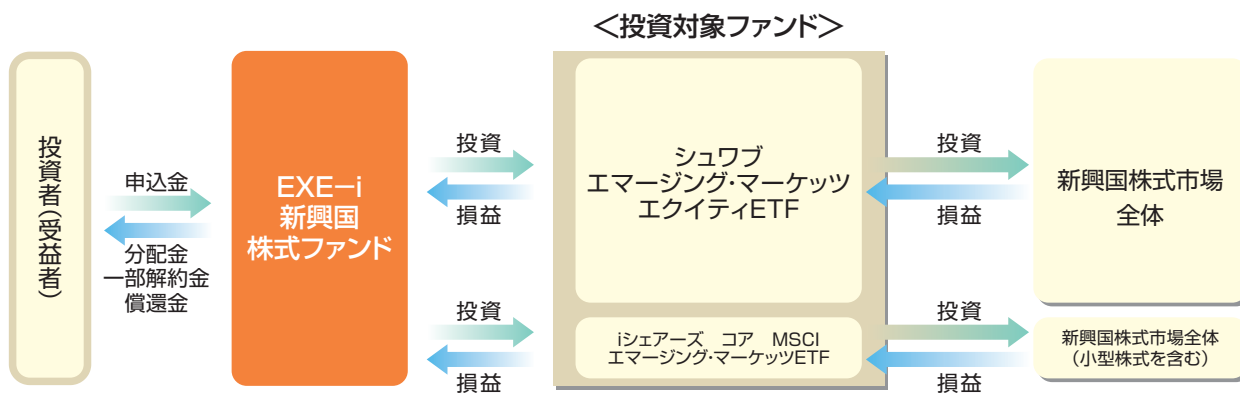 ＜投資対象ファンド＞
投資者（受益者）
申込金
分配金
一部解約金
償還金
EXE－i
新興国
株式ファンド
投資
損益
シュワブ
エマージング・マーケッツ
エクイティETF
投資
損益
新興国株式市場
全体
投資
損益
iシェアーズ　コア　MSCI
エマージング・マーケッツETF
投資
損益
新興国株式市場全体
（小型株式を含む）